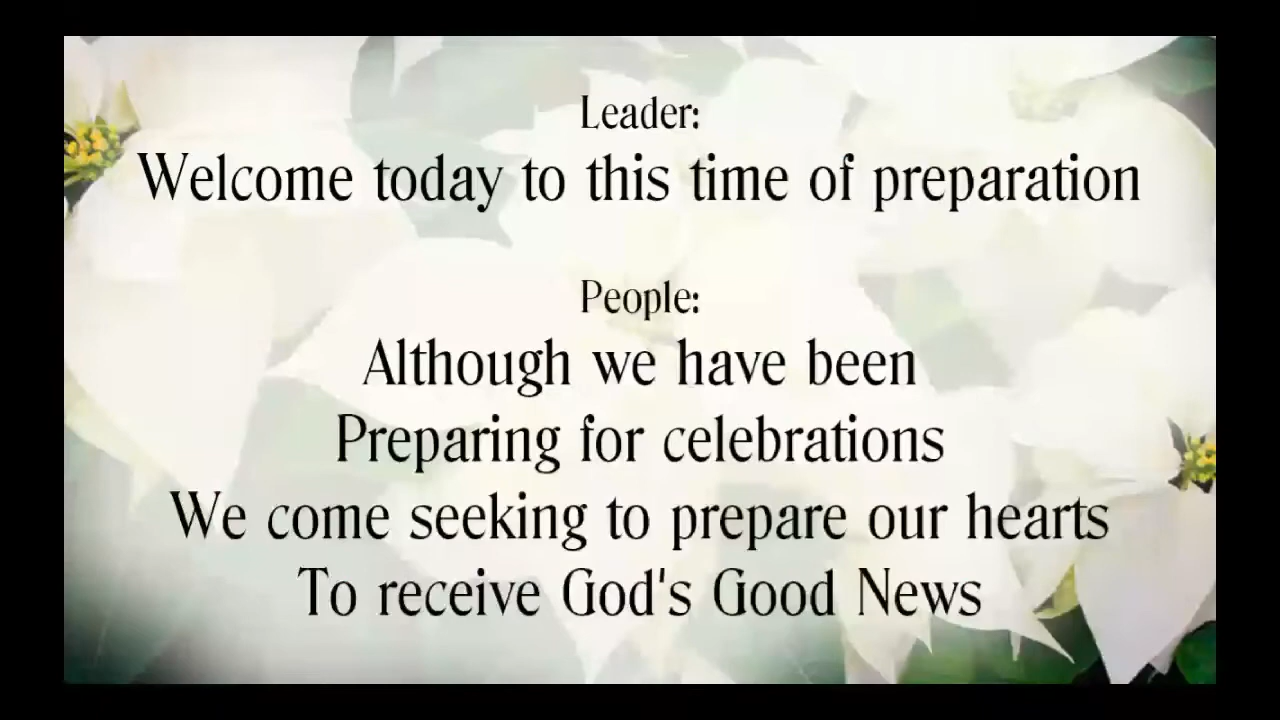 Leader:
Welcome today to this time of preparation
People:
Although we have been
Preparing for celebrations
We come seeking to prepare our hearts
To receive God's Good News